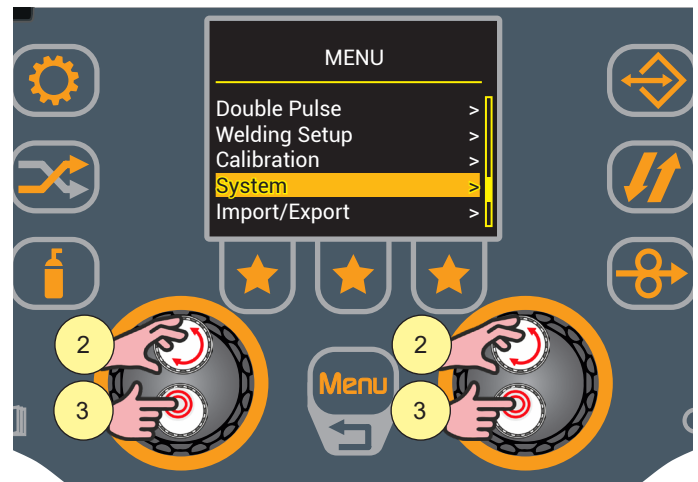 MENU
Double Pulse >
Welding Setup >
Calibration >
System >
Import/Export >
2
2
3
Menu
3